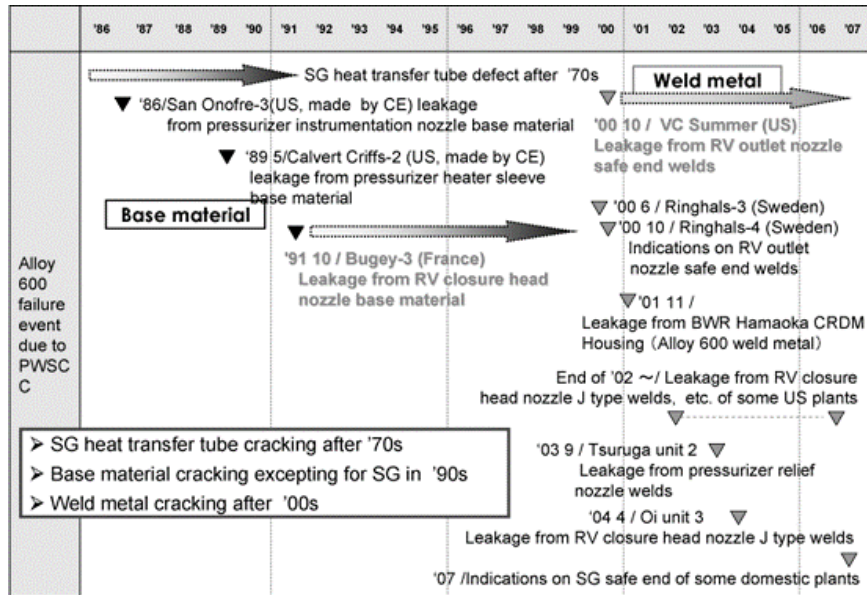 '86 '87 '88 '89 '90 '91 '92 '93 '94 '95 '96 '97 '98 '99 '00 '01 '02 '03 '04 '05 '06 '07
Alloy
600
failure
event
due to
PWSC
C
SG heat transfer tube defect after '70s
'86/San Onofre-3(US, made by CE) leakage
from pressurizer instrumentation nozzle base material
'89 5/Calvert Criffs-2 (US, made by CE)
leakage from pressurizer heater sleeve
base material
Base material
'91 10 / Bugey-3 (France)
Leakage from RV closure head
nozzle base material
Weld metal
'00 10 / VC Summer (US)
Leakage from RV outlet nozzle
safe end welds
'00 6 / Ringhals-3 (Sweden)
'00 10 / Ringhals-4 (Sweden)
Indications on RV outlet
nozzle safe end welds
'01 11 /
Leakage from BWR Hamaoka CRDM
Housing (Alloy 600 weld metal)
End of '02 ～/ Leakage from RV closure
head nozzle J type welds, etc. of some US plants
'03 9 / Tsuruga unit 2
Leakage from pressurizer relief
nozzle welds
'04 4 / Oi unit 3
Leakage from RV closure head nozzle J type welds
'07 /Indications on SG safe end of some domestic plants
➢ SG heat transfer tube cracking after '70s
➢ Base material cracking excepting for SG in '90s
➢ Weld metal cracking after '00s